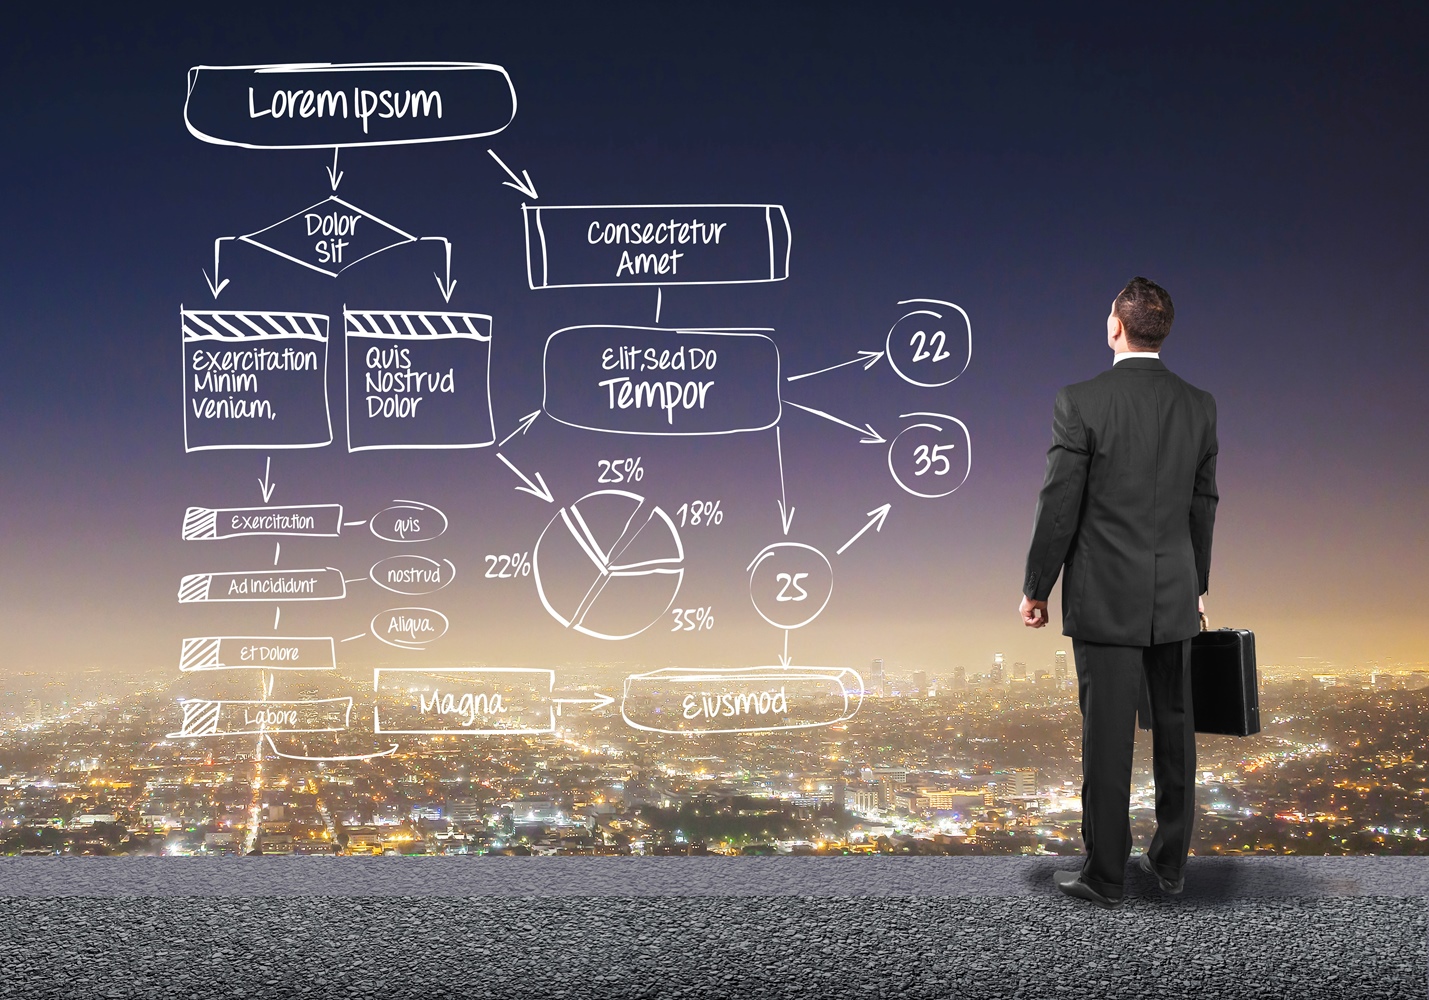 Lorem Ipsum
Dolor
Sit
Consectetur
Amet
Exercitation
Minim
Veniam,
Quis
Nostrud
Dolor
Elit, Sed Do
Tempor
22
35
25%
18%
22%
35%
25
Exercitation
quis
Ad Incididunt
nostrud
Et Dolore
Aliqua.
Labore
Magna
Eiusmod